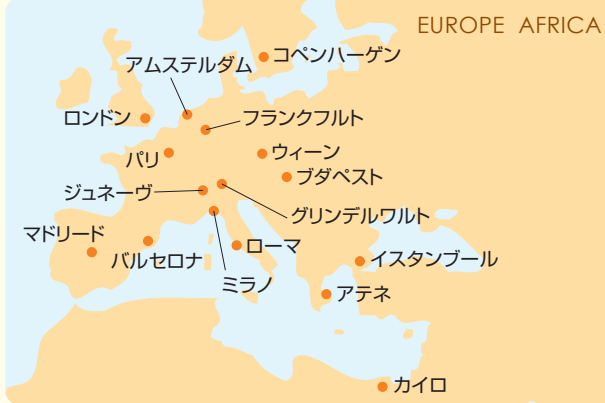 EUROPE AFRICA
コペンハーゲン
アムステルダム
ロンドン
フランクフルト
パリ
ウィーン
ブダペスト
ジュネーヴ
グリンデルワルト
マドリード
バルセロナ
ローマ
イスタンブール
ミラノ
アテネ
カイロ